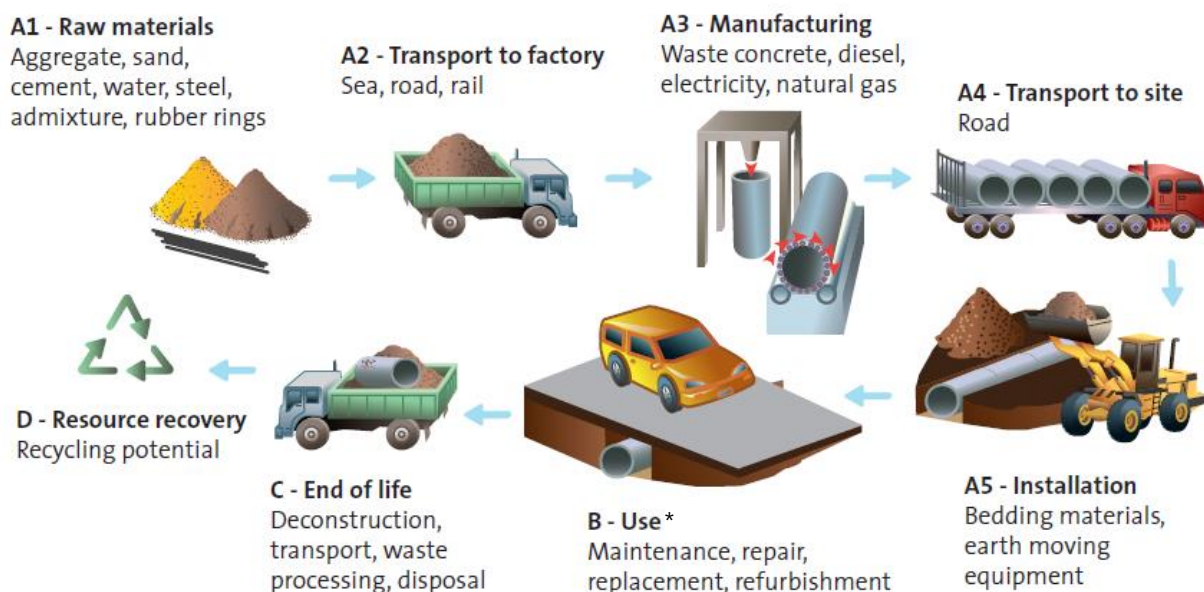 A1 - Raw materials
Aggregate, sand,
cement, water, steel,
admixture, rubber rings
A2 - Transport to factory
Sea, road, rail
A3 - Manufacturing
Waste concrete, diesel,
electricity, natural gas
A4 - Transport to site
Road
A5 - Installation
Bedding materials,
earth moving
equipment
B - Use*
Maintenance, repair,
replacement, refurbishment
C - End of life
Deconstruction,
transport, waste
processing, disposal
D - Resource recovery
Recycling potential